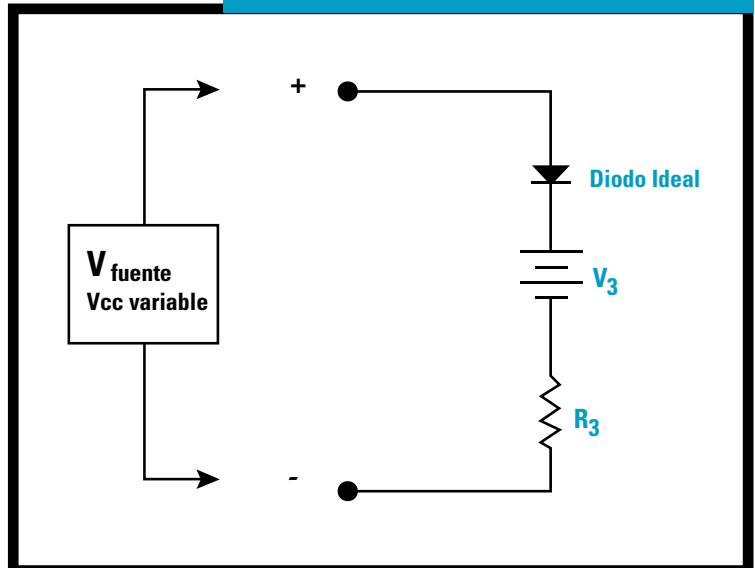 +
Diodo Ideal
V fuente
Vcc variable
V3
R3
-